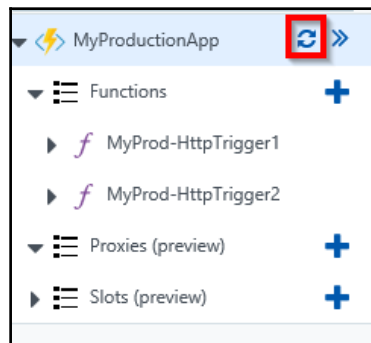 MyProductionApp
Functions
MyProd-HttpTrigger1
MyProd-HttpTrigger2
Proxies (preview)
Slots (preview)